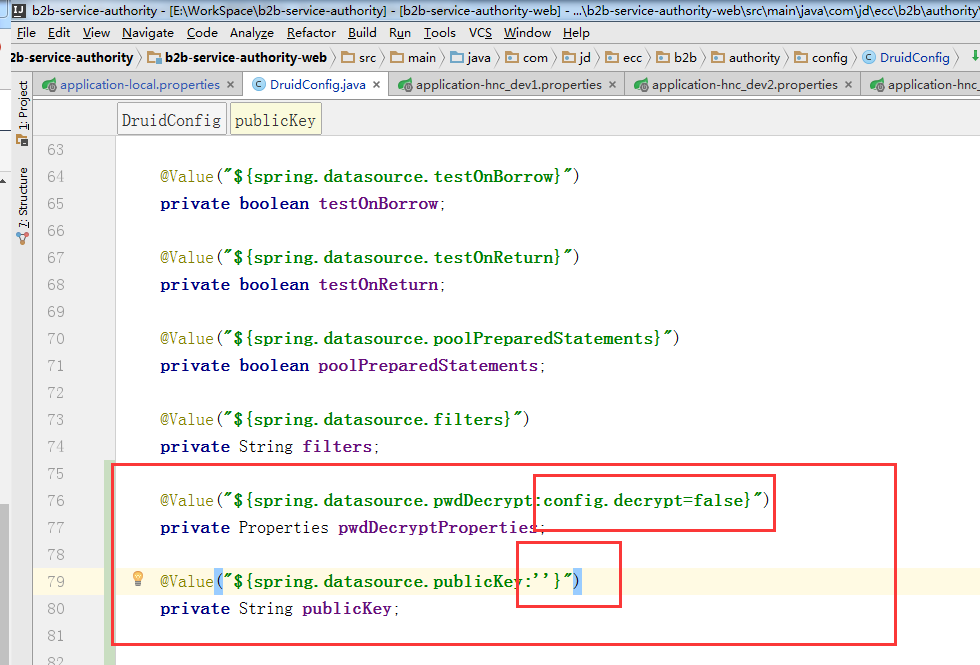 b2b-service-authority - [E:\WorkSpace\b2b-service-authority] - [b2b-service-authority-web] - ...\b2b-service-authority-web\src\main\java\com\jd\ecc\b2b\authority\
File Edit View Navigate Code Analyze Refactor Build Run Tools VCS Window Help
2b-service-authority b2b-service-authority-web src main java com jd ecc b2b authority config DruidConfig
application-local.properties × DruidConfig.java × application-hnc_dev1.properties × application-hnc_dev2.properties × application-hnc_
1: Project
7: Structure
DruidConfig publicKey
63
64 @Value("${spring.datasource.testOnBorrow}")
65 private boolean testOnBorrow;
66
67 @Value("${spring.datasource.testOnReturn}")
68 private boolean testOnReturn;
69
70 @Value("${spring.datasource.poolPreparedStatements}")
71 private boolean poolPreparedStatements;
72
73 @Value("${spring.datasource.filters}")
74 private String filters;
75
76 @Value("${spring.datasource.pwdDecrypt:config.decrypt=false}")
77 private Properties pwdDecryptProperties;
78
79 @Value("${spring.datasource.publicKey:''}")
80 private String publicKey;
81
82